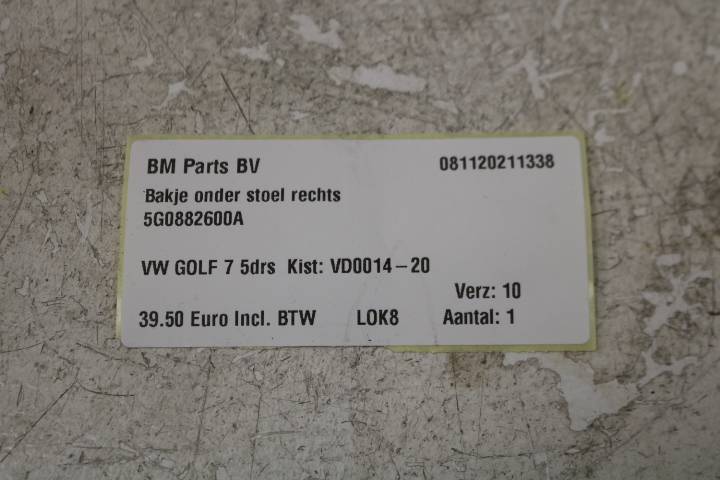 BM Parts BV 081120211338
Bakje onder stoel rechts
5G0882600A
VW GOLF 7 5drs Kist: VD0014-20
Verz: 10
39.50 Euro Incl. BTW LOK8 Aantal: 1